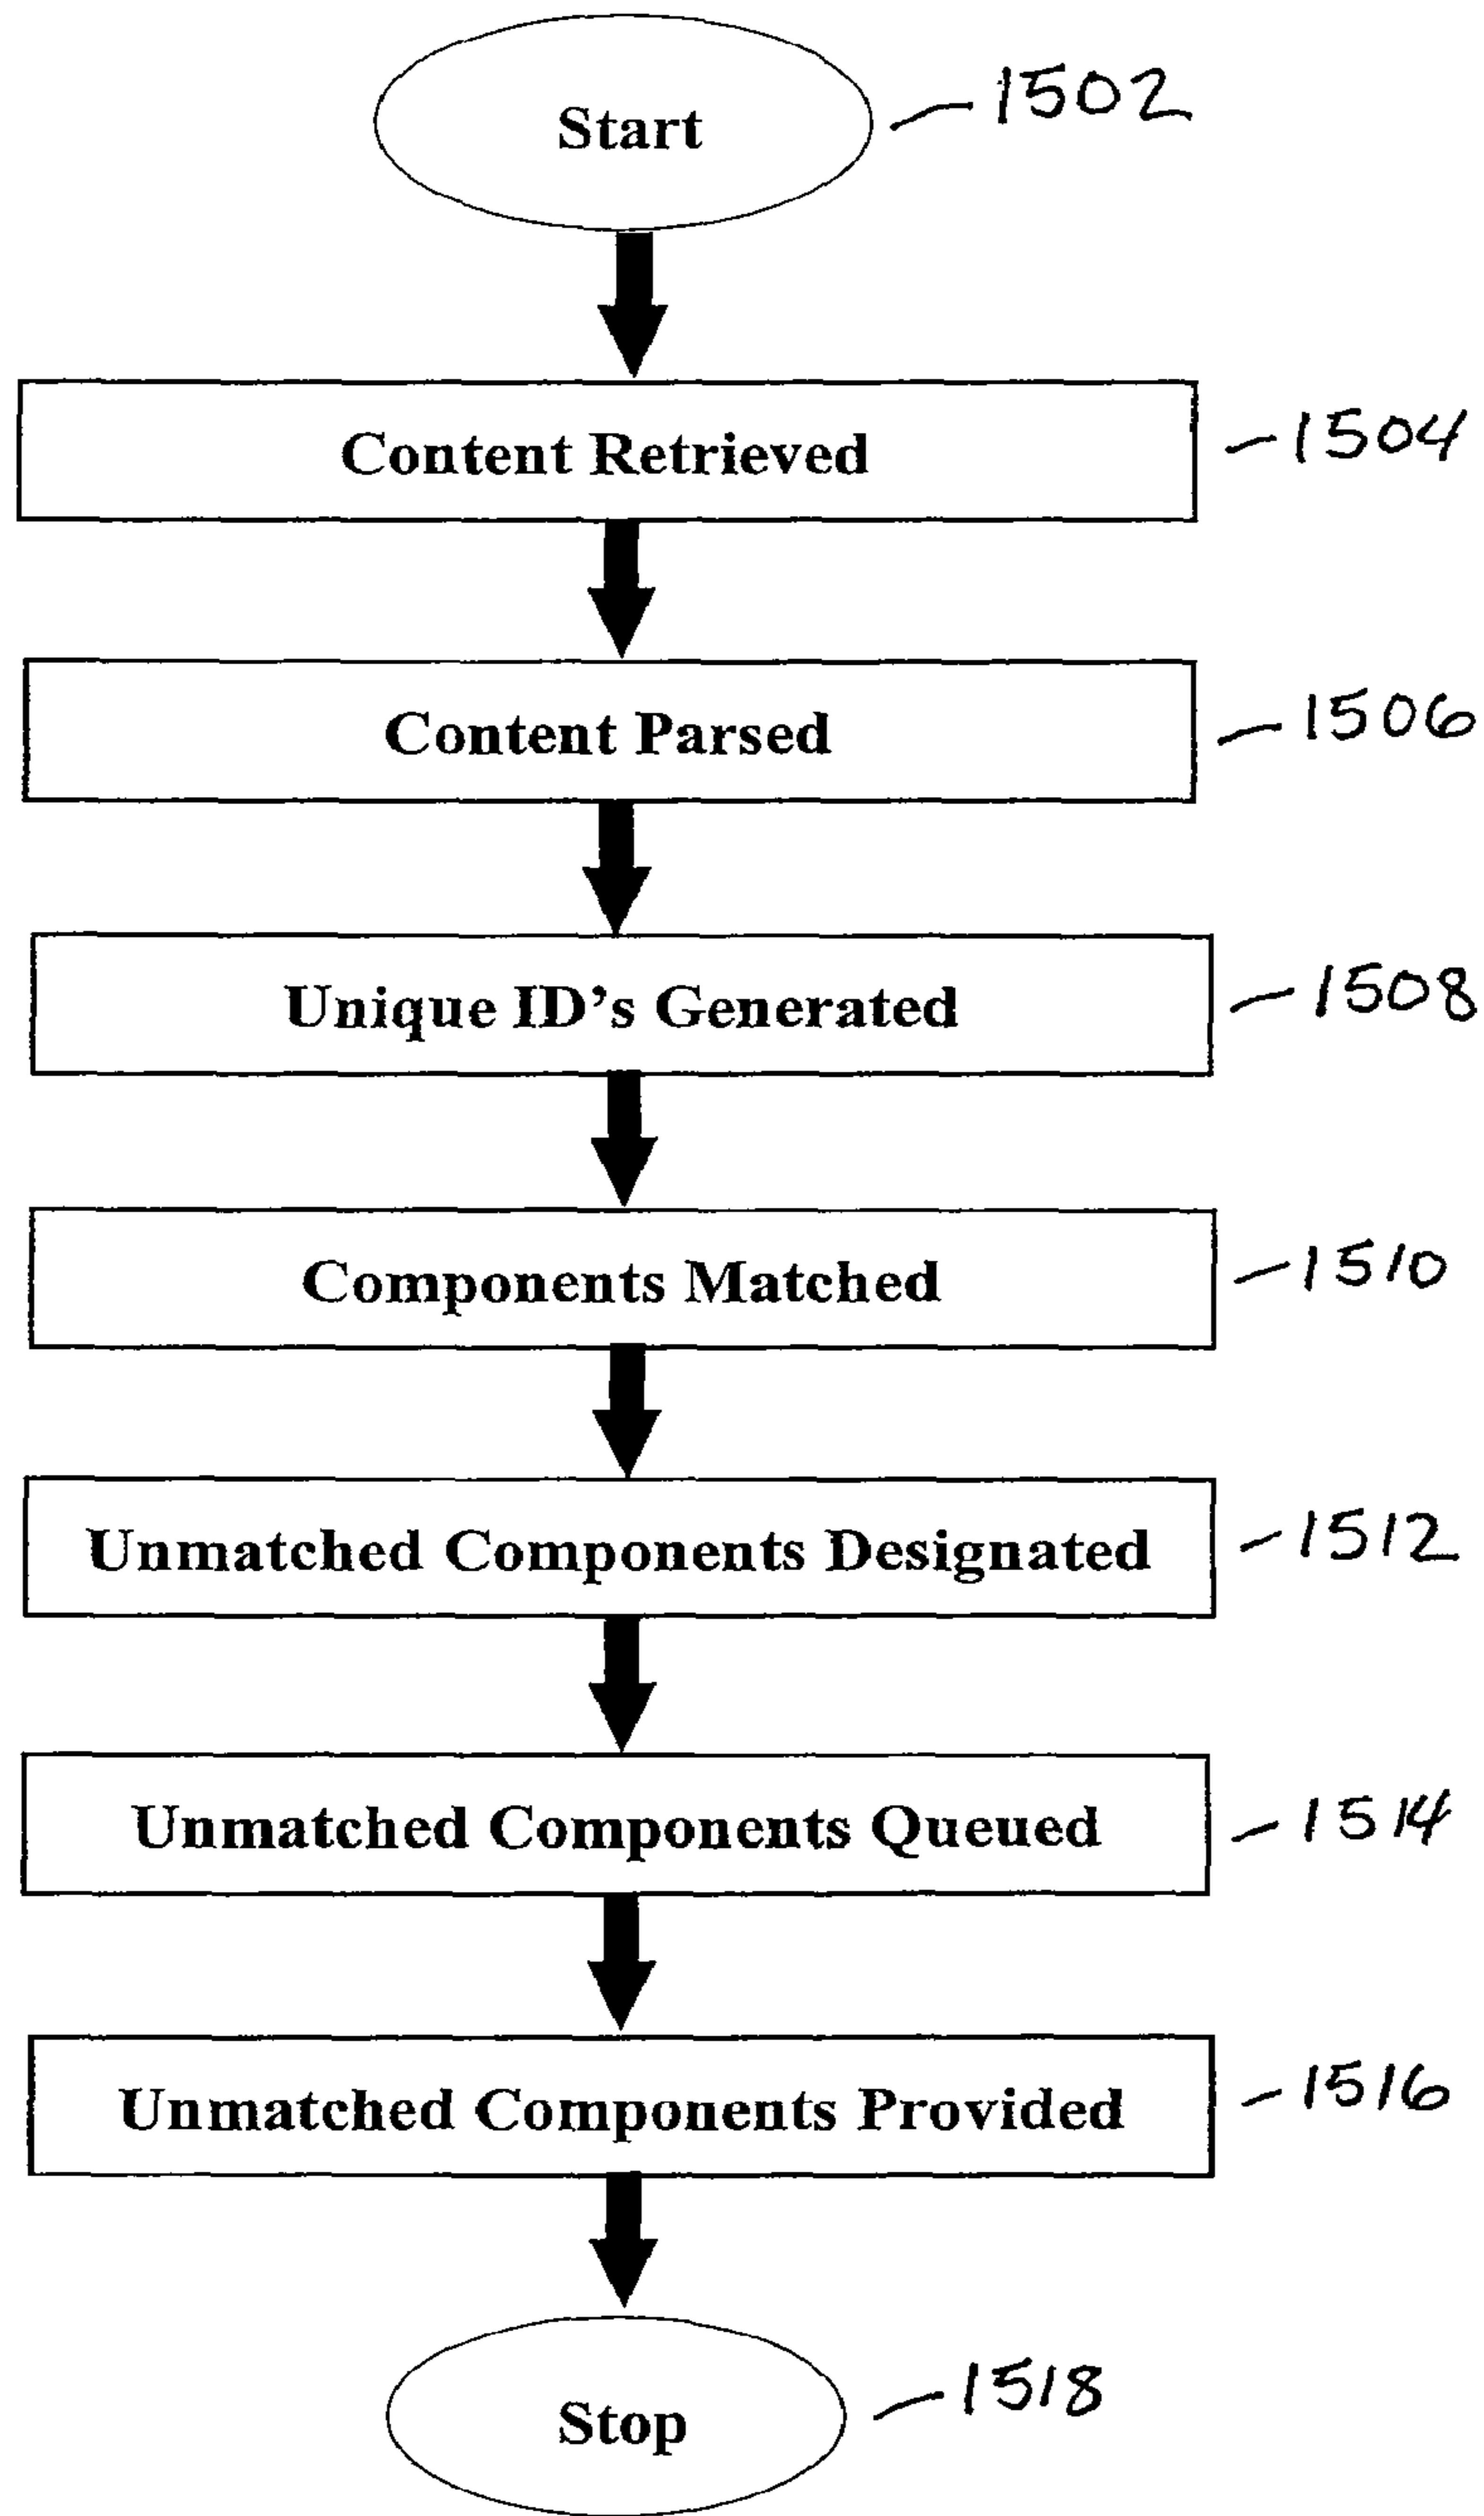 Start 1502
Content Retrieved 1504
Content Parsed 1506
Unique ID's Generated 1508
Components Matched 1510
Unmatched Components Designated 1512
Unmatched Components Queued 1514
Unmatched Components Provided 1516
Stop 1518